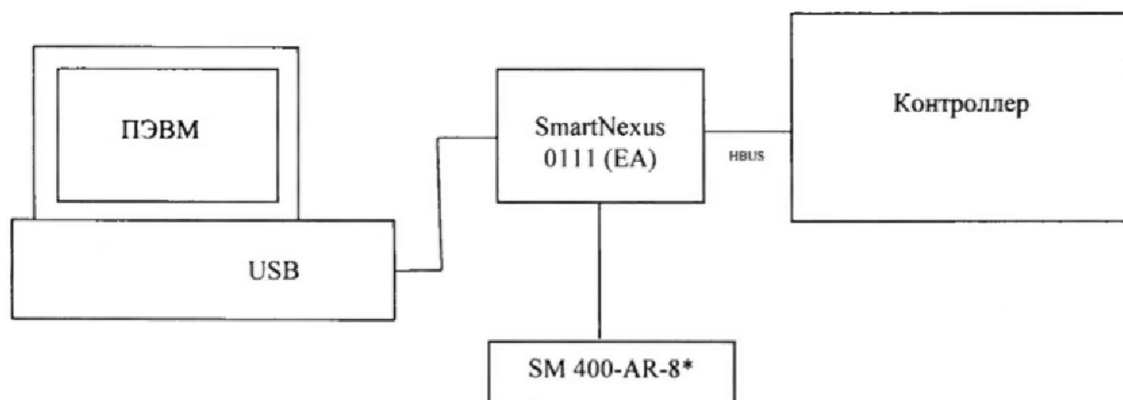 ПЭВМ
USB
SmartNexus
0111 (EA)
HBUS
Контроллер
SM 400-AR-8*